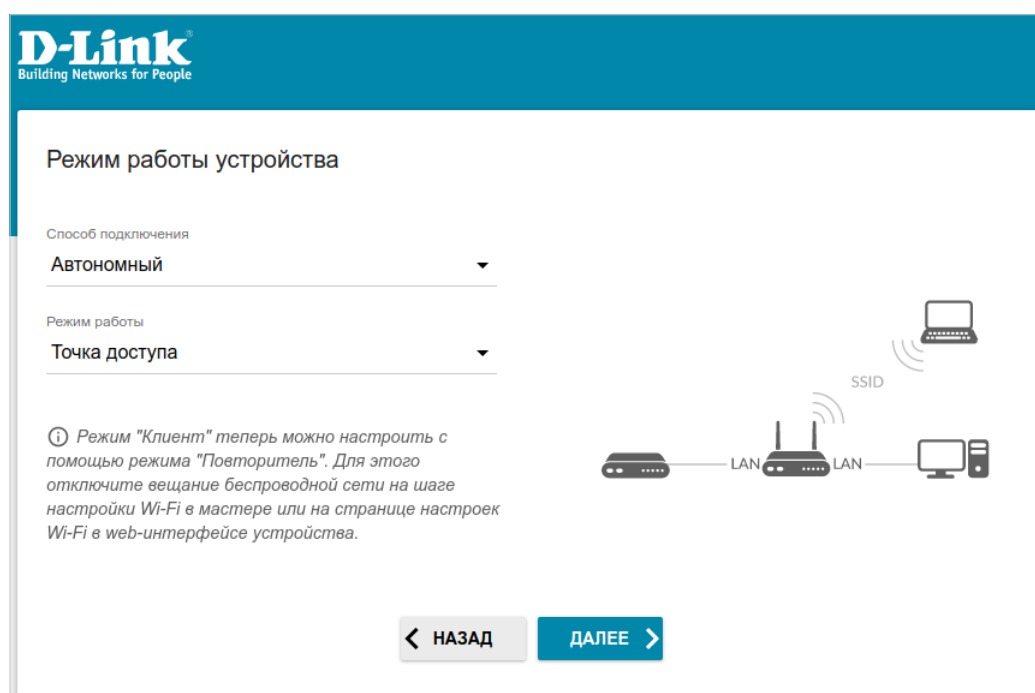 D-Link
Building Networks for People
Режим работы устройства
Способ подключения
Автономный
Режим работы
Точка доступа
SSID
LAN
LAN
Режим "Клиент" теперь можно настроить с
помощью режима "Повторитель". Для этого
отключите вещание беспроводной сети на шаге
настройки Wi-Fi в мастере или на странице настроек
Wi-Fi в web-интерфейсе устройства.
НАЗАД
ДАЛЕЕ